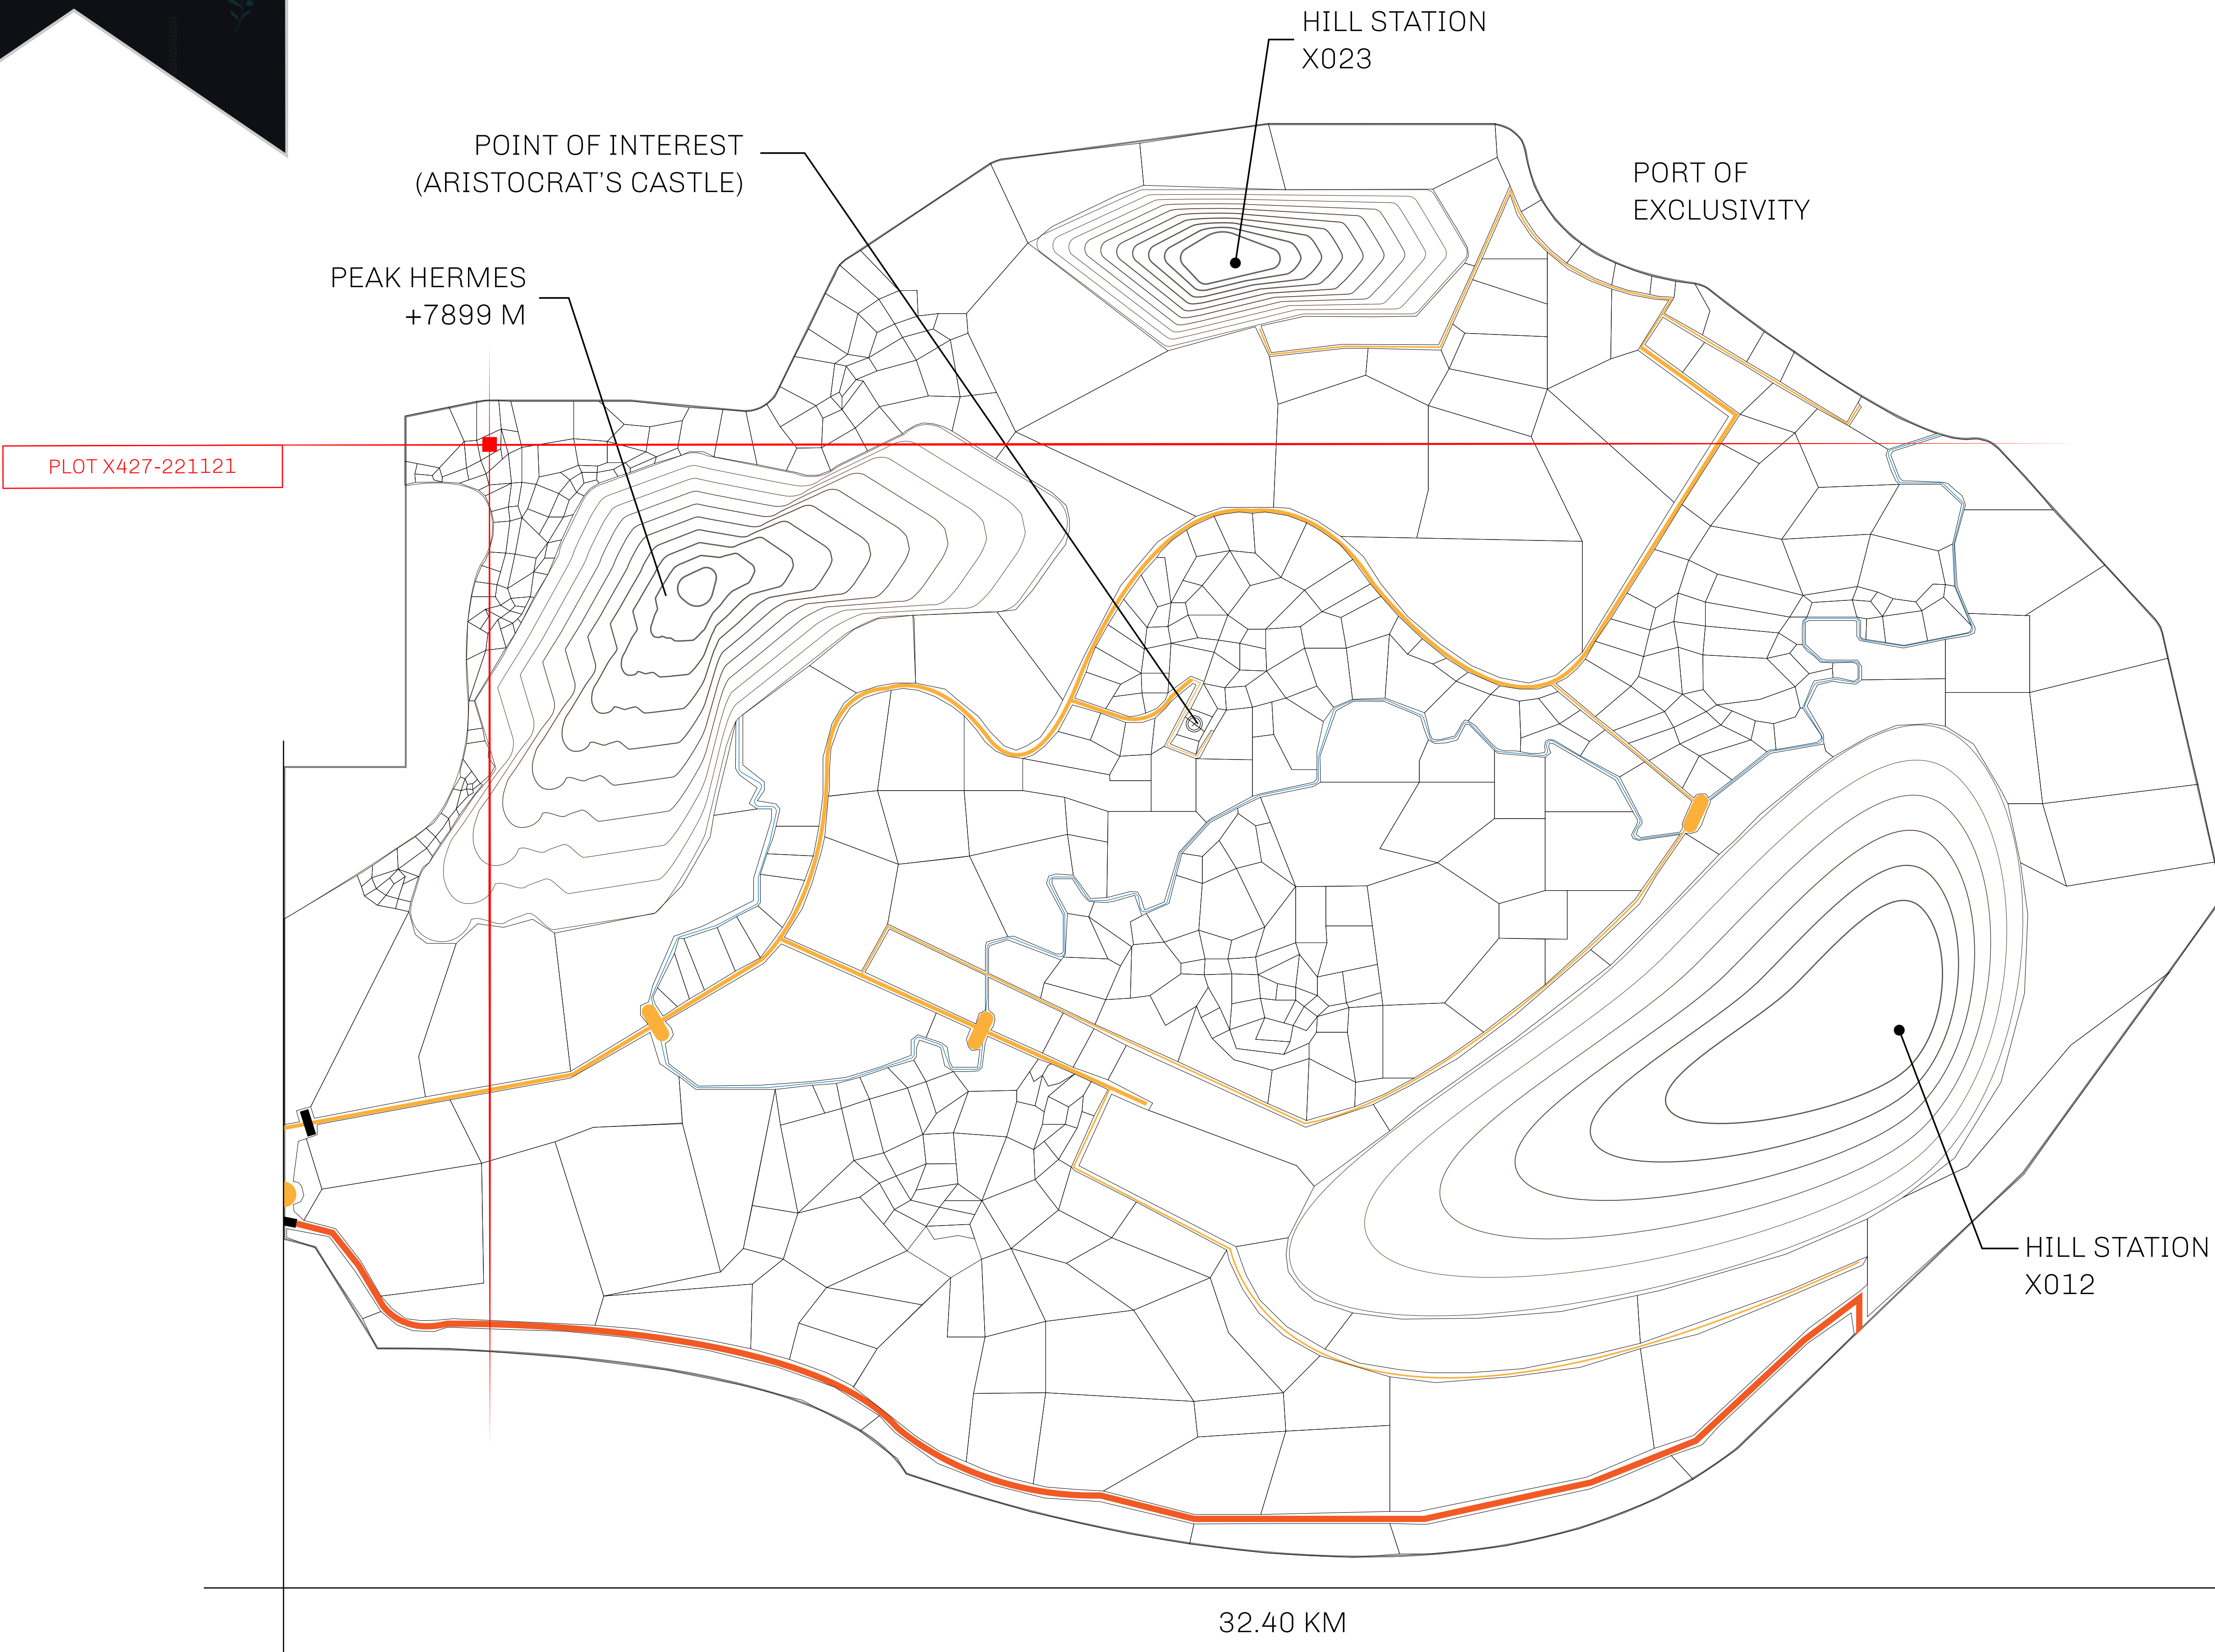 HILL STATION
X023
POINT OF INTEREST
(ARISTOCRAT'S CASTLE)
PORT OF
EXCLUSIVITY
PEAK HERMES
+7899 M
PLOT X427-221121
HILL STATION
X012
32.40 KM